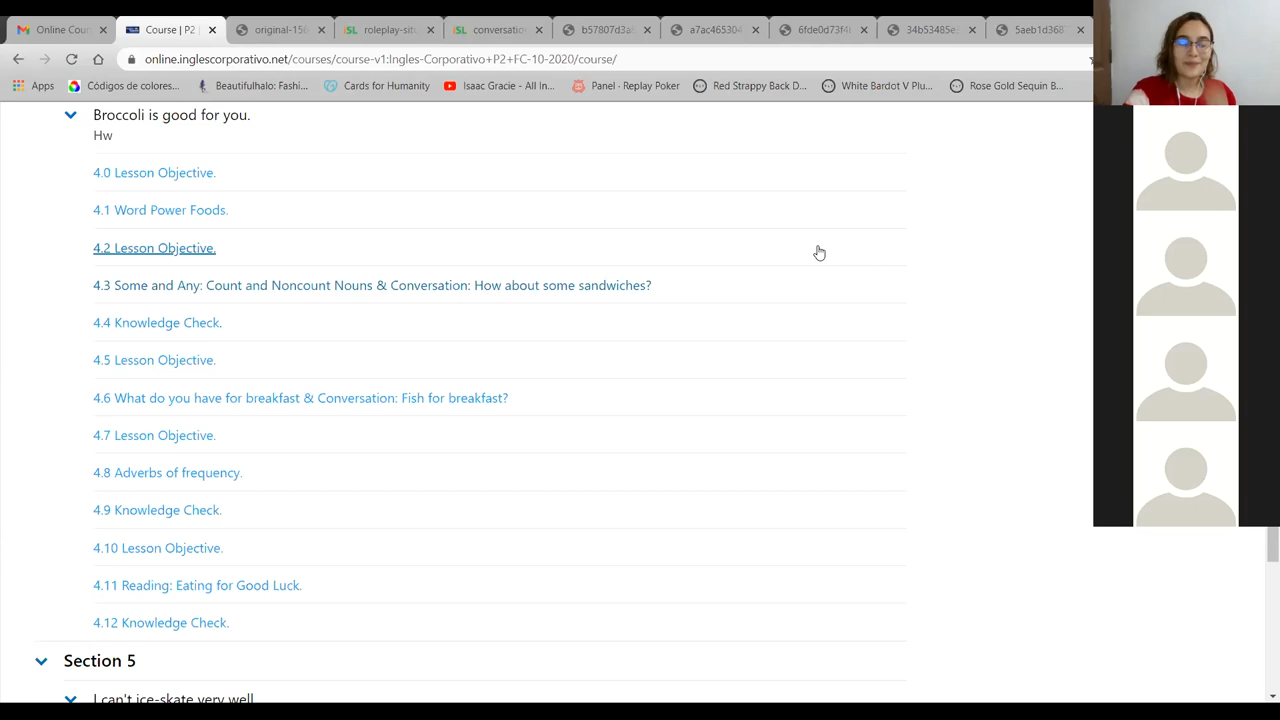 Online Cour
Course | P2
original-156
roleplay-situ
conversatio
b57807d3a
a7ac465304
6fde0d73f4
34b53485e
5aeb1d368
online.inglescorporativo.net/courses/course-v1:Ingles-Corporativo+P2+FC-10-2020/course/
Apps
Códigos de colores...
Beautifulhalo: Fashi...
Cards for Humanity
Isaac Gracie - All In...
Panel · Replay Poker
Red Strappy Back D...
White Bardot V Plu...
Rose Gold Sequin B...
Broccoli is good for you.
Hw
4.0 Lesson Objective.
4.1 Word Power Foods.
4.2 Lesson Objective.
4.3 Some and Any: Count and Noncount Nouns & Conversation: How about some sandwiches?
4.4 Knowledge Check.
4.5 Lesson Objective.
4.6 What do you have for breakfast & Conversation: Fish for breakfast?
4.7 Lesson Objective.
4.8 Adverbs of frequency.
4.9 Knowledge Check.
4.10 Lesson Objective.
4.11 Reading: Eating for Good Luck.
4.12 Knowledge Check.
Section 5
I can't ice-skate very well